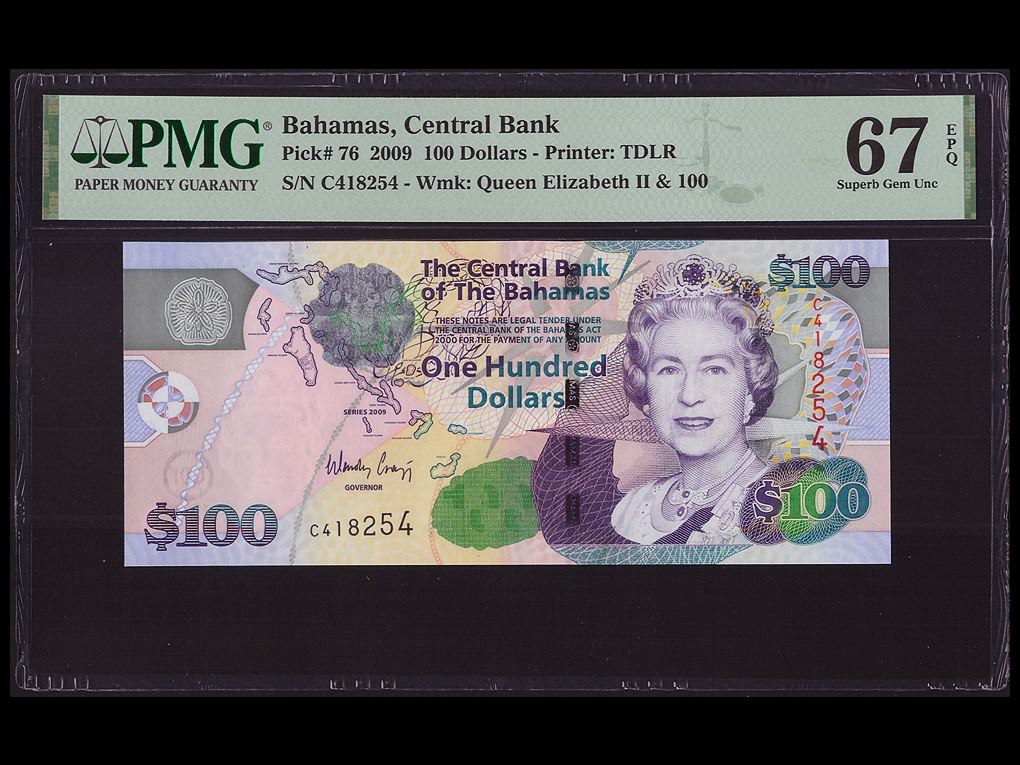 PMG®
PAPER MONEY GUARANTY
Bahamas, Central Bank
Pick# 76 2009 100 Dollars - Printer: TDLR
S/N C418254 - Wmk: Queen Elizabeth II & 100
67
EPQ
Superb Gem Unc
The Central Bank
of The Bahamas
THESE NOTES ARE LEGAL TENDER UNDER
THE CENTRAL BANK OF THE BAHAMAS ACT
2000 FOR THE PAYMENT OF ANY AMOUNT
One Hundred
Dollars
$100
C418254
SERIES 2009
GOVERNOR
$100
C418254
$100